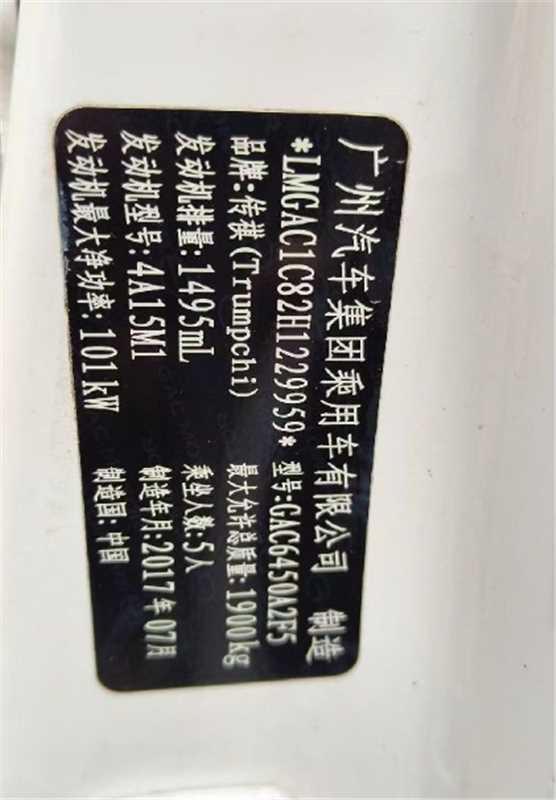 广州汽车集团乘用车有限公司 制造
*LMGAC1C82H1229959* 型号:GAC6450A2F5
品牌:传祺(Trumpchi) 最大允许总质量:1900kg
发动机排量:1495mL 乘坐人数:5人
发动机型号:4A15M1 制造年月:2017年07月
发动机最大净功率:101kW 制造国:中国